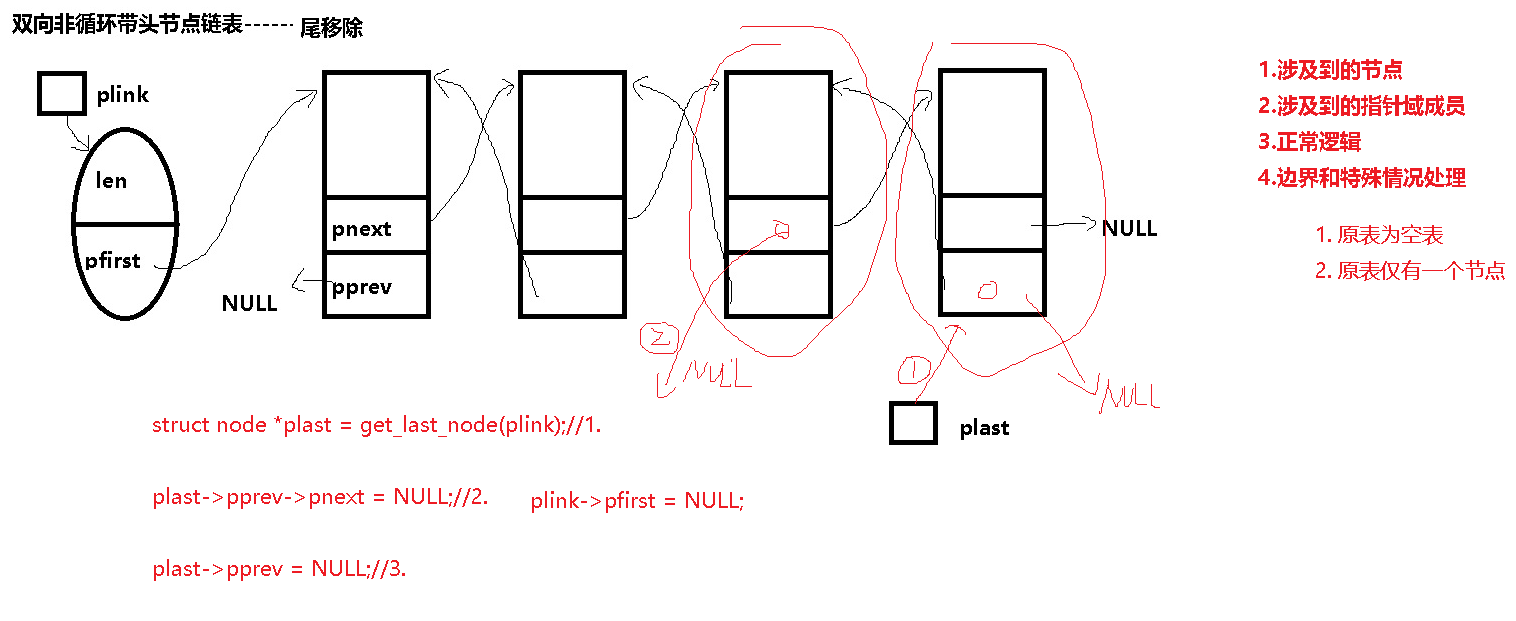 双向非循环带头节点链表------ 尾移除
plink
len
pfirst
pnext
pprev
NULL
NULL
1.涉及到的节点
2.涉及到的指针域成员
3.正常逻辑
4.边界和特殊情况处理
1. 原表为空表
2. 原表仅有一个节点
②
NULL
①
NULL
plast
struct node *plast = get_last_node(plink);//1.
plast->pprev->pnext = NULL;//2.
plink->pfirst = NULL;
plast->pprev = NULL;//3.